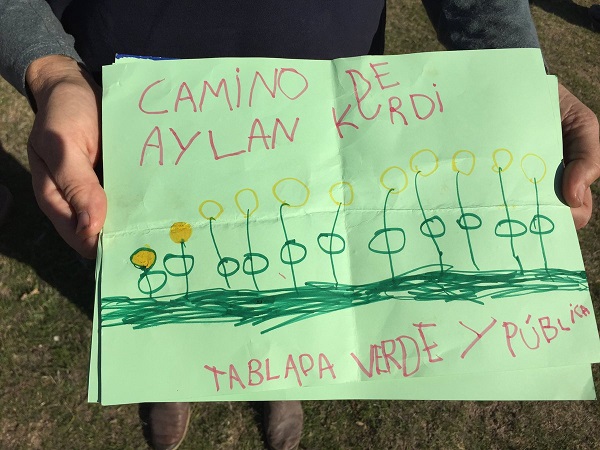 CAMiNO DE
AYLAN KURDi
TABLADA VERDE Y PÚBLiCA